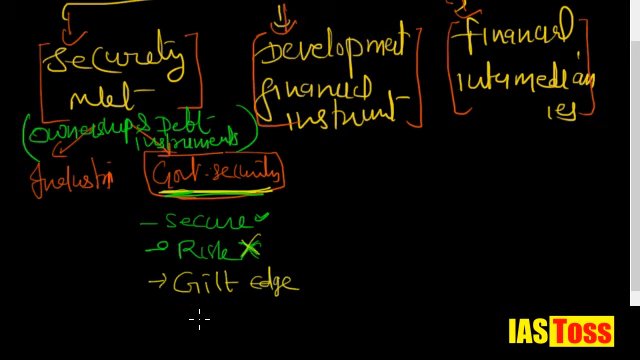 Security
mkt
(ownership & Debt
instruments)
Industri
Govt. security
- Secure ✓
- Risk X
→ Gilt edge
Development
financial
instrument
financial
intermediar
ies
IASToss